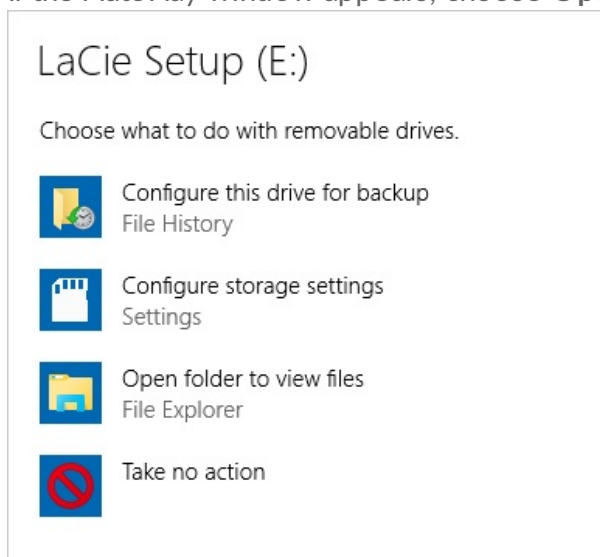 LaCie Setup (E:)
Choose what to do with removable drives.
Configure this drive for backup
File History
Configure storage settings
Settings
Open folder to view files
File Explorer
Take no action